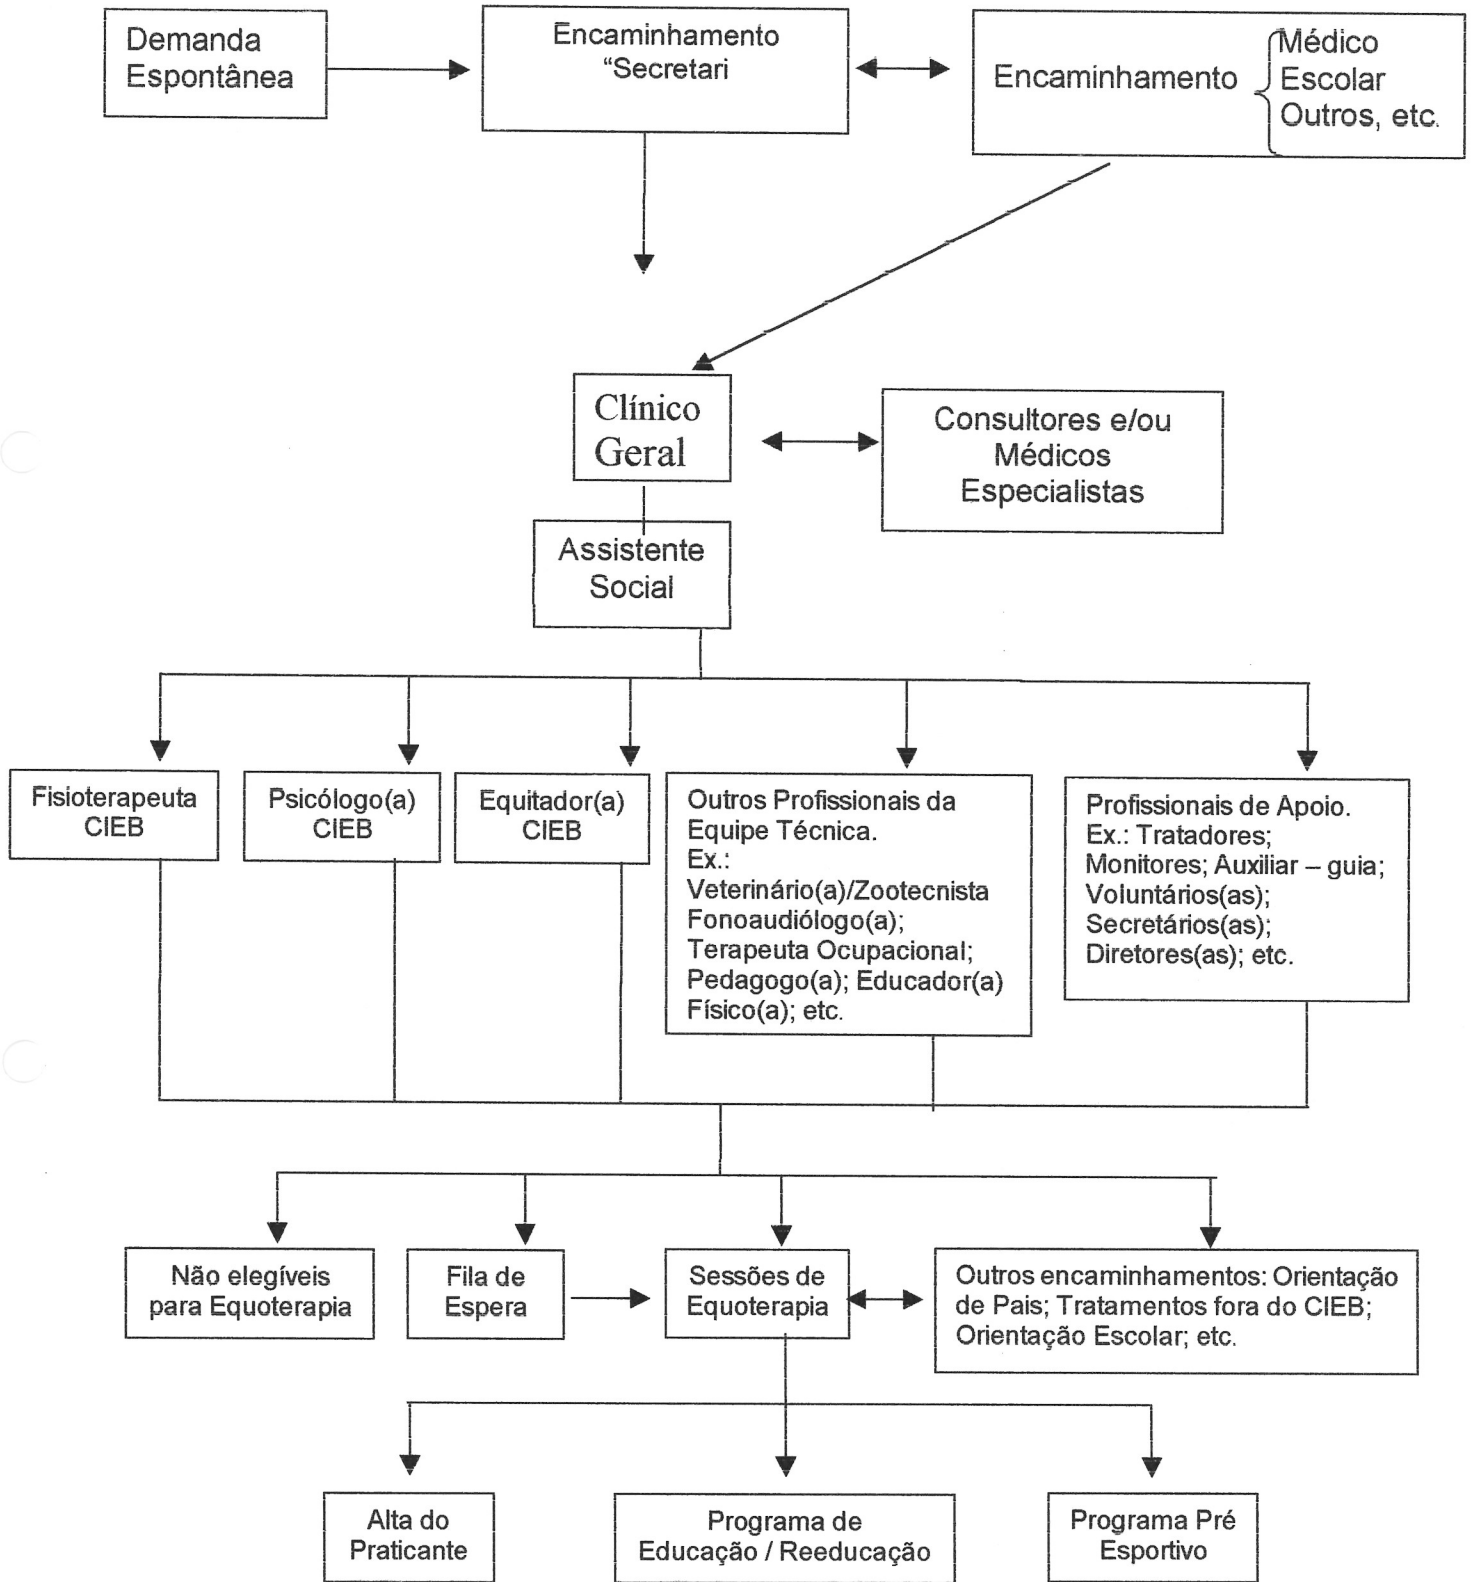 Demanda
Espontânea
Encaminhamento
“Secretari
Encaminhamento
Médico
Escolar
Outros, etc.
Clínico
Geral
Consultores e/ou
Médicos
Especialistas
Assistente
Social
Fisioterapeuta
CIEB
Psicólogo(a)
CIEB
Equitador(a)
CIEB
Outros Profissionais da
Equipe Técnica.
Ex.:
Veterinário(a)/Zootecnista
Fonoaudiólogo(a);
Terapeuta Ocupacional;
Pedagogo(a); Educador(a)
Físico(a); etc.
Profissionais de Apoio.
Ex.: Tratadores;
Monitores; Auxiliar – guia;
Voluntários(as);
Secretários(as);
Diretores(as); etc.
Não elegíveis
para Equoterapia
Fila de
Espera
Sessões de
Equoterapia
Outros encaminhamentos: Orientação
de Pais; Tratamentos fora do CIEB;
Orientação Escolar; etc.
Alta do
Praticante
Programa de
Educação / Reeducação
Programa Pré
Esportivo